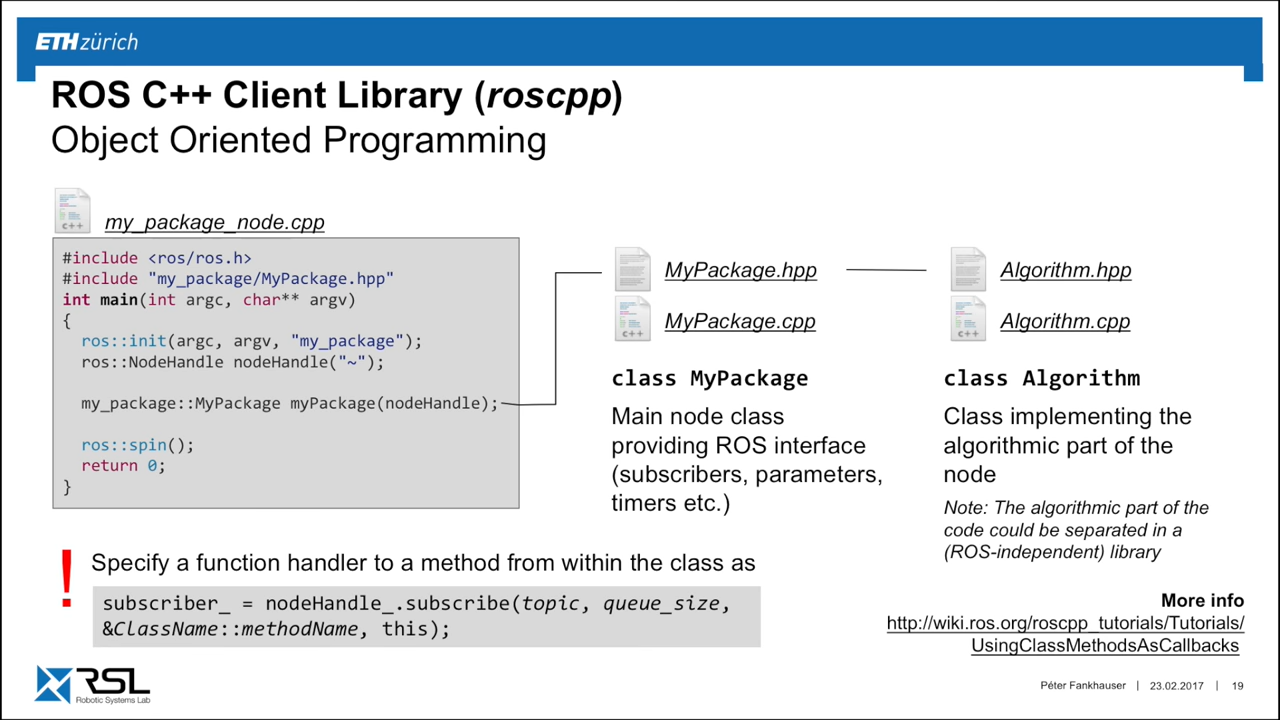 ETH zürich
ROS C++ Client Library (roscpp)
Object Oriented Programming
c++
my_package_node.cpp
#include <ros/ros.h>
#include "my_package/MyPackage.hpp"
int main(int argc, char** argv)
{
  ros::init(argc, argv, "my_package");
  ros::NodeHandle nodeHandle("~");
  my_package::MyPackage myPackage(nodeHandle);
  ros::spin();
  return 0;
}
MyPackage.hpp
C++
MyPackage.cpp
class MyPackage
Main node class
providing ROS interface
(subscribers, parameters,
timers etc.)
Algorithm.hpp
C++
Algorithm.cpp
class Algorithm
Class implementing the
algorithmic part of the
node
Note: The algorithmic part of the
code could be separated in a
(ROS-independent) library
! Specify a function handler to a method from within the class as
subscriber_ = nodeHandle_.subscribe(topic, queue_size,
&ClassName::methodName, this);
More info
http://wiki.ros.org/roscpp_tutorials/Tutorials/
UsingClassMethodsAsCallbacks
RSL
Robotic Systems Lab
Péter Fankhauser | 23.02.2017 | 19